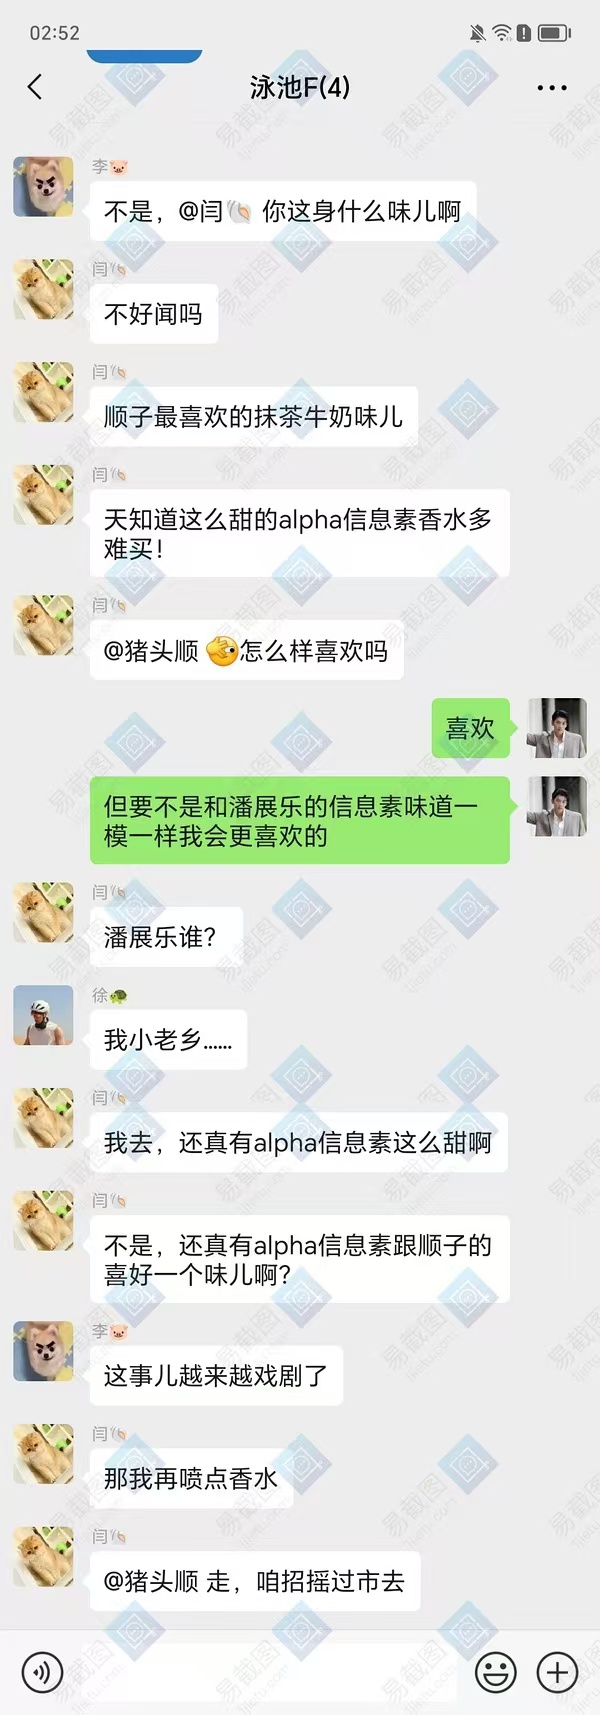 02:52
泳池F(4)
李🐷
不是，@闫🐚 你这身什么味儿啊
闫🐚
不好闻吗
闫🐚
顺子最喜欢的抹茶牛奶味儿
闫🐚
天知道这么甜的alpha信息素香水多
难买！
闫🐚
@猪头顺 🫣怎么样喜欢吗
喜欢
但要不是和潘展乐的信息素味道一
模一样我会更喜欢的
闫🐚
潘展乐谁？
徐🐢
我小老乡......
闫🐚
我去，还真有alpha信息素这么甜啊
闫🐚
不是，还真有alpha信息素跟顺子的
喜好一个味儿啊？
李🐷
这事儿越来越戏剧了
闫🐚
那我再喷点香水
闫🐚
@猪头顺 走，咱招摇过市去
易截图